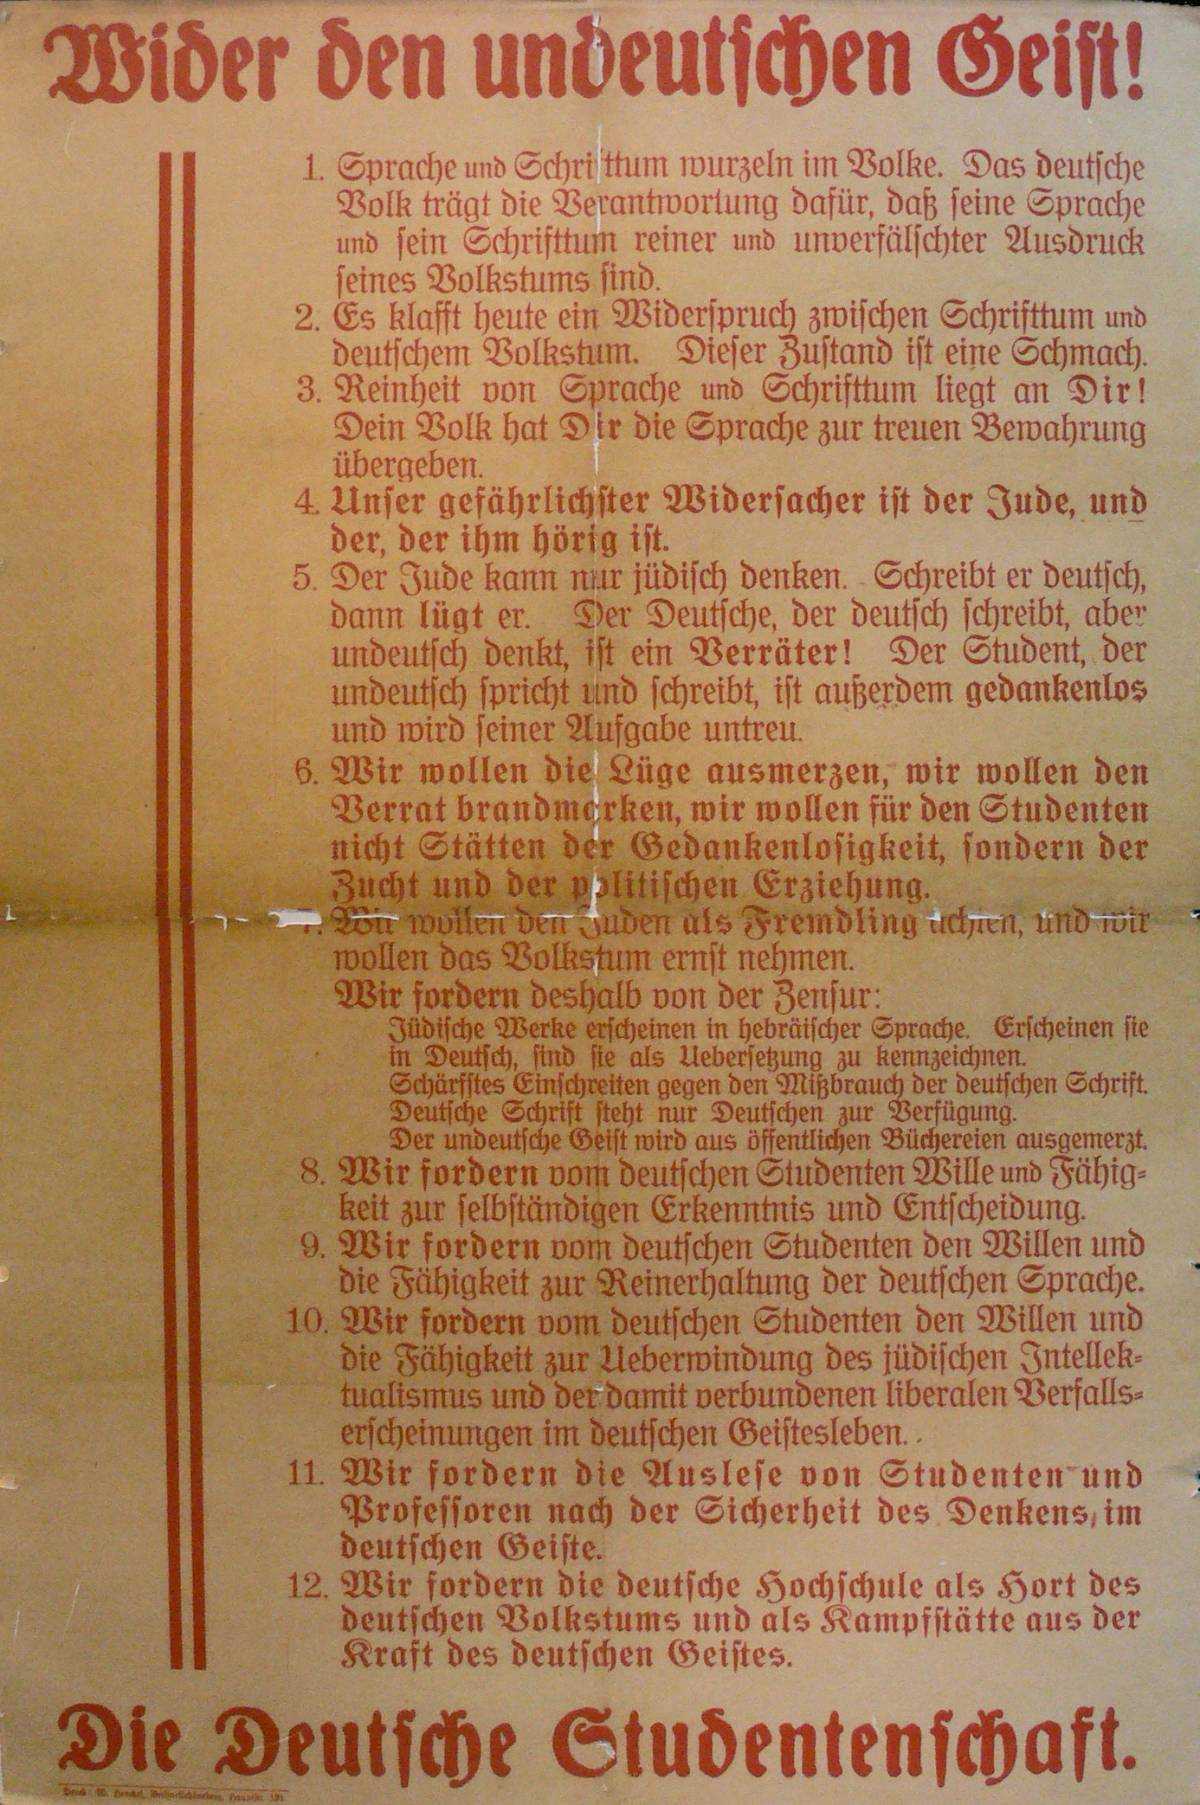 Wider den undeutschen Geist!
1. Sprache und Schrifttum wurzeln im Volke. Das deutsche
Volk trägt die Verantwortung dafür, daß seine Sprache
und sein Schrifttum reiner und unverfälschter Ausdruck
seines Volkstums sind.
2. Es klafft heute ein Widerspruch zwischen Schrifttum und
deutschem Volkstum. Dieser Zustand ist eine Schmach.
3. Reinheit von Sprache und Schrifttum liegt an Dir!
Dein Volk hat Dir die Sprache zur treuen Bewahrung
übergeben.
4. Unser gefährlichster Widersacher ist der Jude, und
der, der ihm hörig ist.
5. Der Jude kann nur jüdisch denken. Schreibt er deutsch,
dann lügt er. Der Deutsche, der deutsch schreibt, aber
undeutsch denkt, ist ein Verräter! Der Student, der
undeutsch spricht und schreibt, ist außerdem gedankenlos
und wird seiner Aufgabe untreu.
6. Wir wollen die Lüge ausmerzen, wir wollen den
Verrat brandmarken, wir wollen für den Studenten
nicht Stätten der Gedankenlosigkeit, sondern der
Zucht und der politischen Erziehung.
7. Wir wollen den Juden als Fremdling achten, und wir
wollen das Volkstum ernst nehmen.
Wir fordern deshalb von der Zensur:
Jüdische Werke erscheinen in hebräischer Sprache. Erscheinen sie
in Deutsch, sind sie als Uebersetzung zu kennzeichnen.
Schärfstes Einschreiten gegen den Mißbrauch der deutschen Schrift.
Deutsche Schrift steht nur Deutschen zur Verfügung.
Der undeutsche Geist wird aus öffentlichen Büchereien ausgemerzt.
8. Wir fordern vom deutschen Studenten Wille und Fähig-
keit zur selbständigen Erkenntnis und Entscheidung.
9. Wir fordern vom deutschen Studenten den Willen und
die Fähigkeit zur Reinerhaltung der deutschen Sprache.
10. Wir fordern vom deutschen Studenten den Willen und
die Fähigkeit zur Ueberwindung des jüdischen Intellek-
tualismus und der damit verbundenen liberalen Verfalls-
erscheinungen im deutschen Geistesleben.
11. Wir fordern die Auslese von Studenten und
Professoren nach der Sicherheit des Denkens im
deutschen Geiste.
12. Wir fordern die deutsche Hochschule als Hort des
deutschen Volkstums und als Kampfstätte aus der
Kraft des deutschen Geistes.
Die Deutsche Studentenschaft.